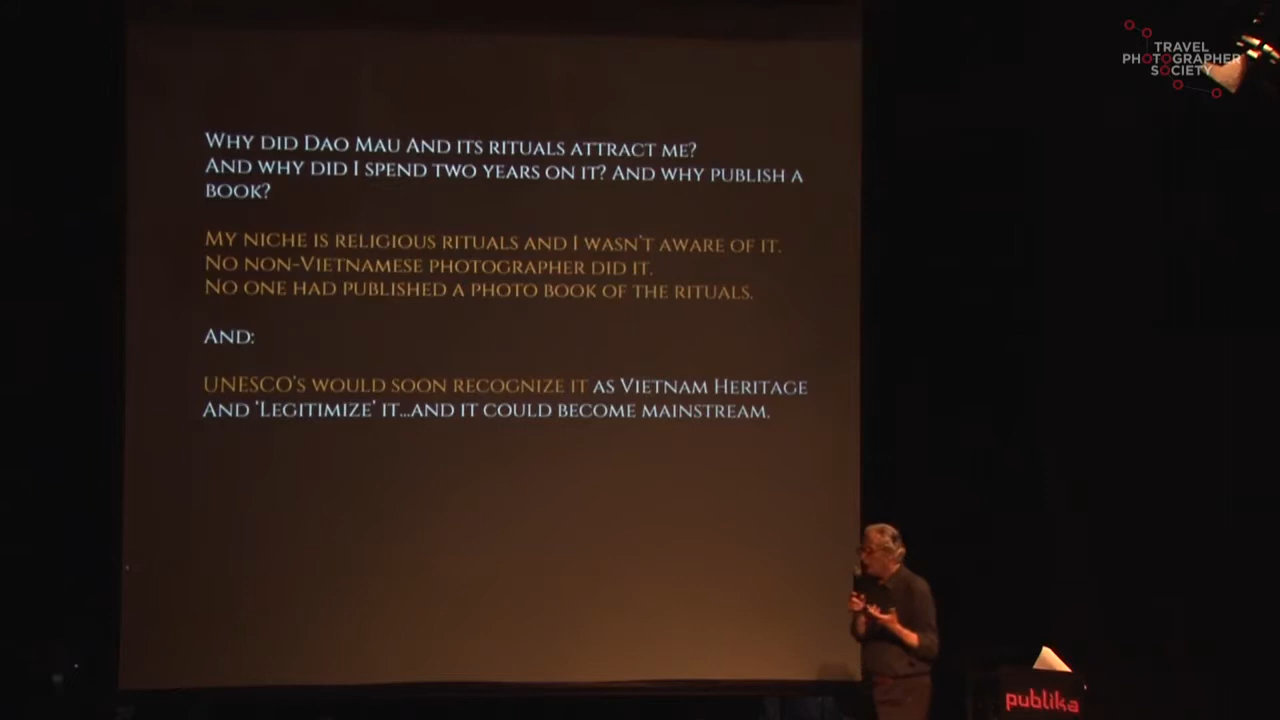 TRAVEL
PHOTOGRAPHER
SOCIETY
WHY DID DAO MAU AND ITS RITUALS ATTRACT ME?
AND WHY DID I SPEND TWO YEARS ON IT? AND WHY PUBLISH A
BOOK?
MY NICHE IS RELIGIOUS RITUALS AND I WASN'T AWARE OF IT.
NO NON-VIETNAMESE PHOTOGRAPHER DID IT.
NO ONE HAD PUBLISHED A PHOTO BOOK OF THE RITUALS.
AND:
UNESCO'S WOULD SOON RECOGNIZE IT AS VIETNAM HERITAGE
AND 'LEGITIMIZE' IT...AND IT COULD BECOME MAINSTREAM.
publika